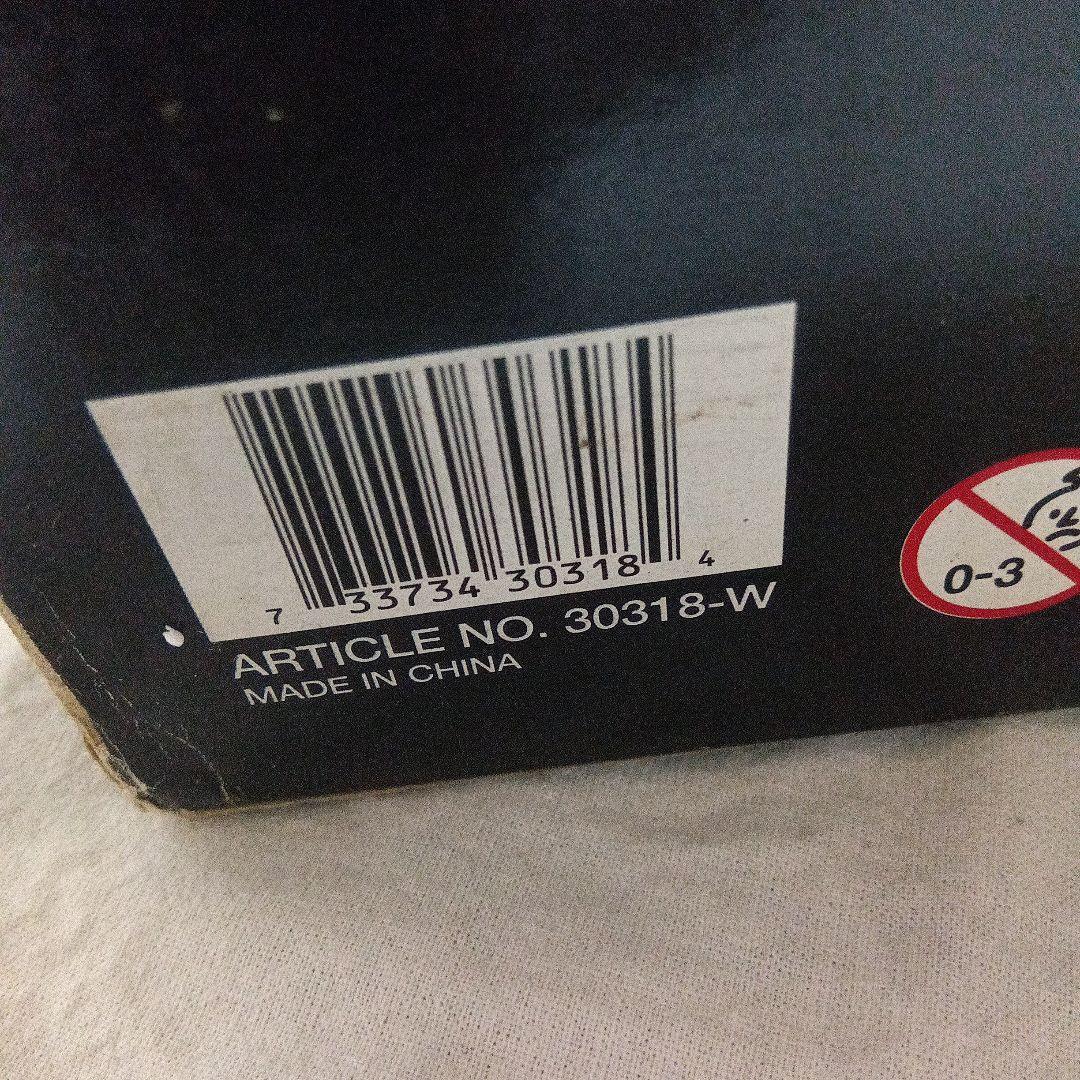 7 33734 30318 4
ARTICLE NO. 30318-W
MADE IN CHINA
0-3